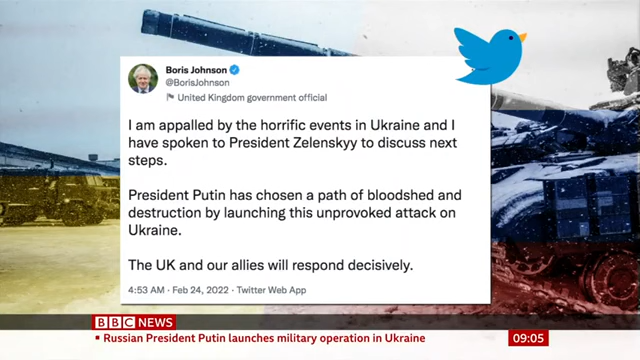 Boris Johnson
@BorisJohnson
United Kingdom government official
I am appalled by the horrific events in Ukraine and I
have spoken to President Zelenskyy to discuss next
steps.
President Putin has chosen a path of bloodshed and
destruction by launching this unprovoked attack on
Ukraine.
The UK and our allies will respond decisively.
4:53 AM · Feb 24, 2022 · Twitter Web App
BBC NEWS
Russian President Putin launches military operation in Ukraine
09:05